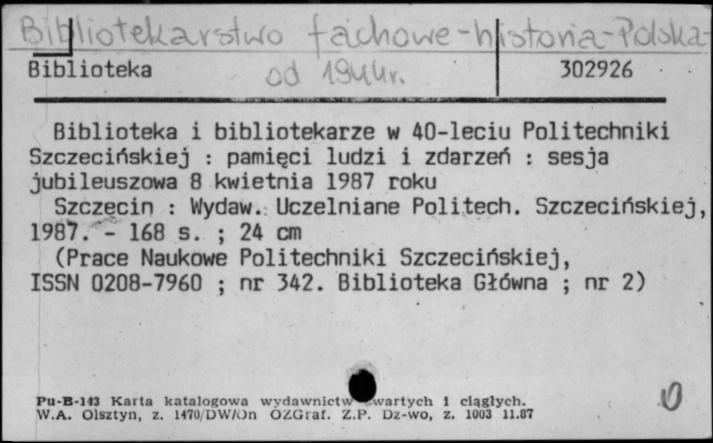 Bibliotekarstwo fachowe-historia-Polska-
od 1944r.
Biblioteka 302926
Biblioteka i bibliotekarze w 40-leciu Politechniki
Szczecińskiej : pamięci ludzi i zdarzeń : sesja
jubileuszowa 8 kwietnia 1987 roku
Szczecin : Wydaw. Uczelniane Politech. Szczecińskiej,
1987. - 168 s. ; 24 cm
(Prace Naukowe Politechniki Szczecińskiej,
ISSN 0208-7960 ; nr 342. Biblioteka Główna ; nr 2)
Pu-B-143 Karta katalogowa wydawnictw zwartych i ciągłych.
W.A. Olsztyn, z. 1470/DW/On OZGraf. Z.P. Dz-wo, z. 1003 11.87